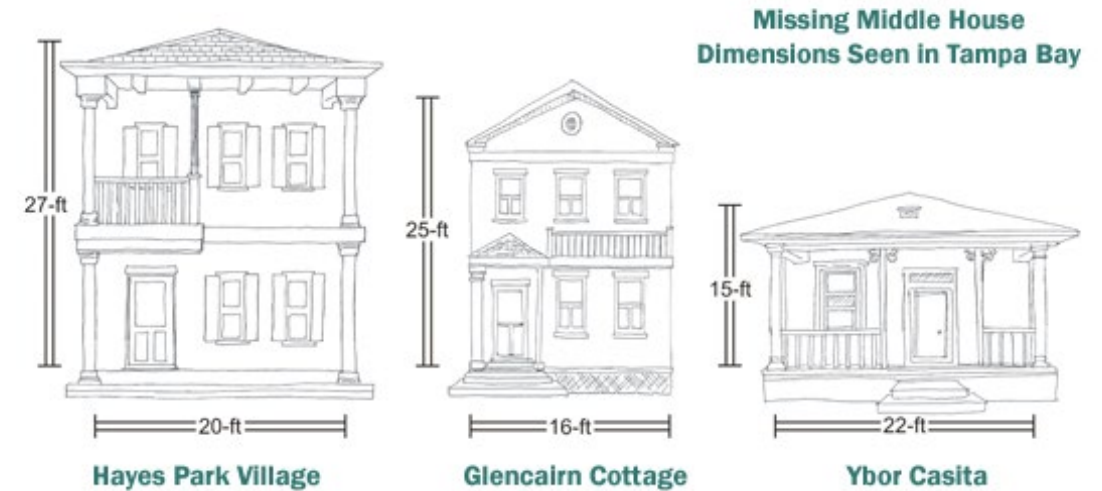 Missing Middle House
Dimensions Seen in Tampa Bay
27-ft
25-ft
15-ft
20-ft
16-ft
22-ft
Hayes Park Village
Glencairn Cottage
Ybor Casita